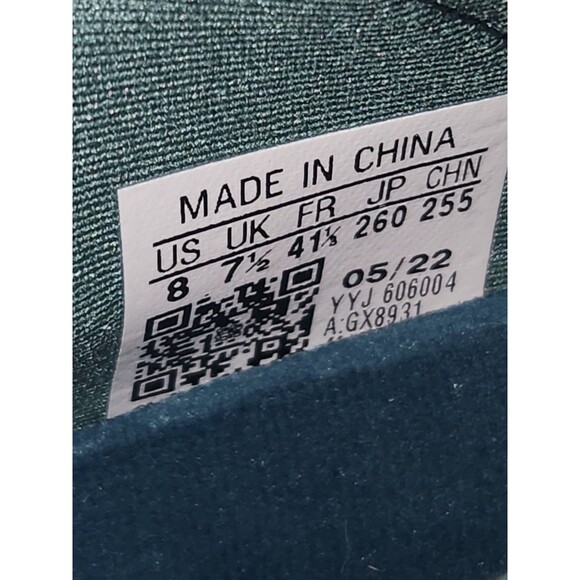 MADE IN CHINA
US UK FR JP CHN
8 7½ 41⅓ 260 255
05/22
YYJ 606004
A:GX8931